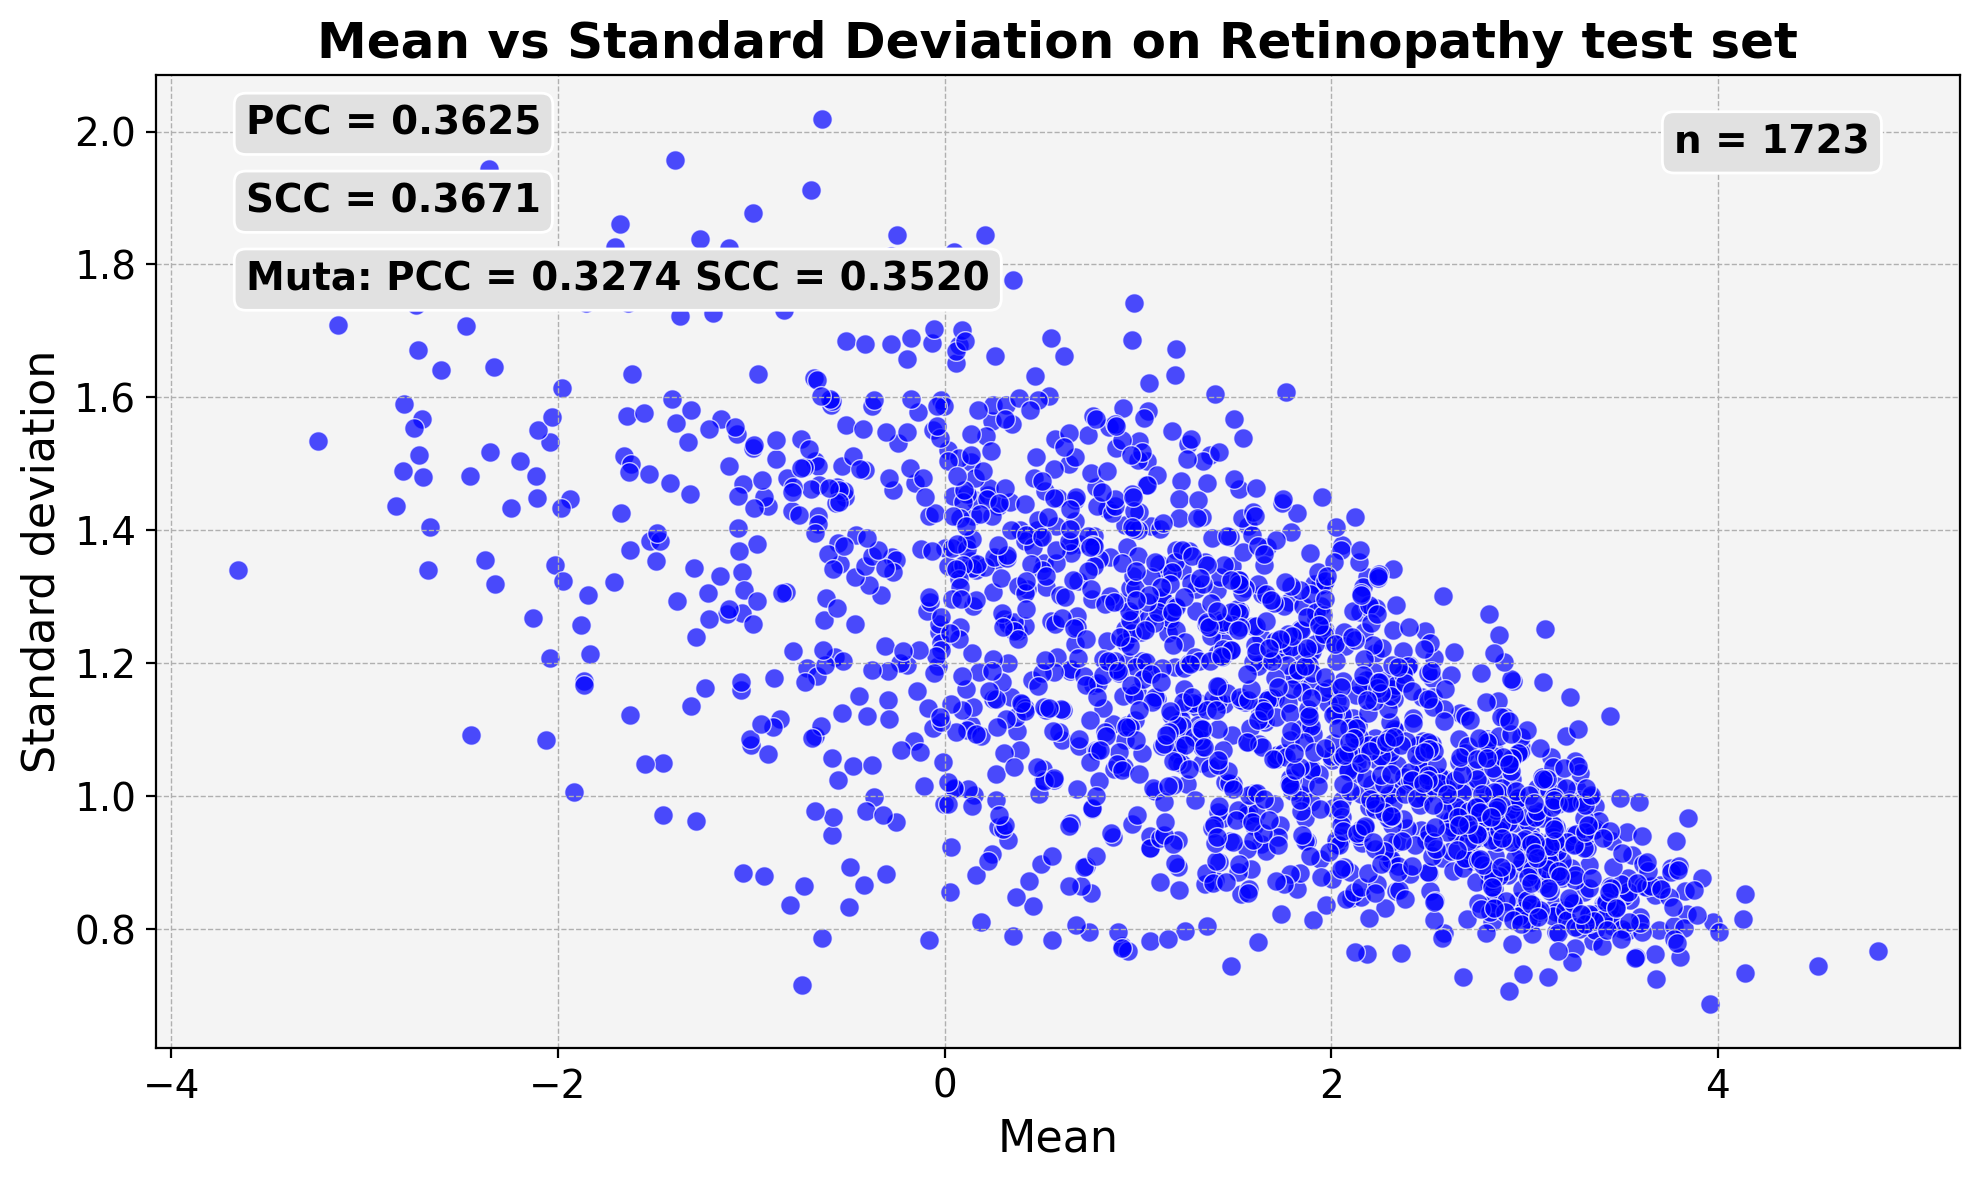 Mean vs Standard Deviation on Retinopathy test set
PCC = 0.3625
n = 1723
SCC = 0.3671
Muta: PCC = 0.3274 SCC = 0.3520
Standard deviation
2.0
1.8
1.6
1.4
1.2
1.0
0.8
−4
−2
0
2
4
Mean